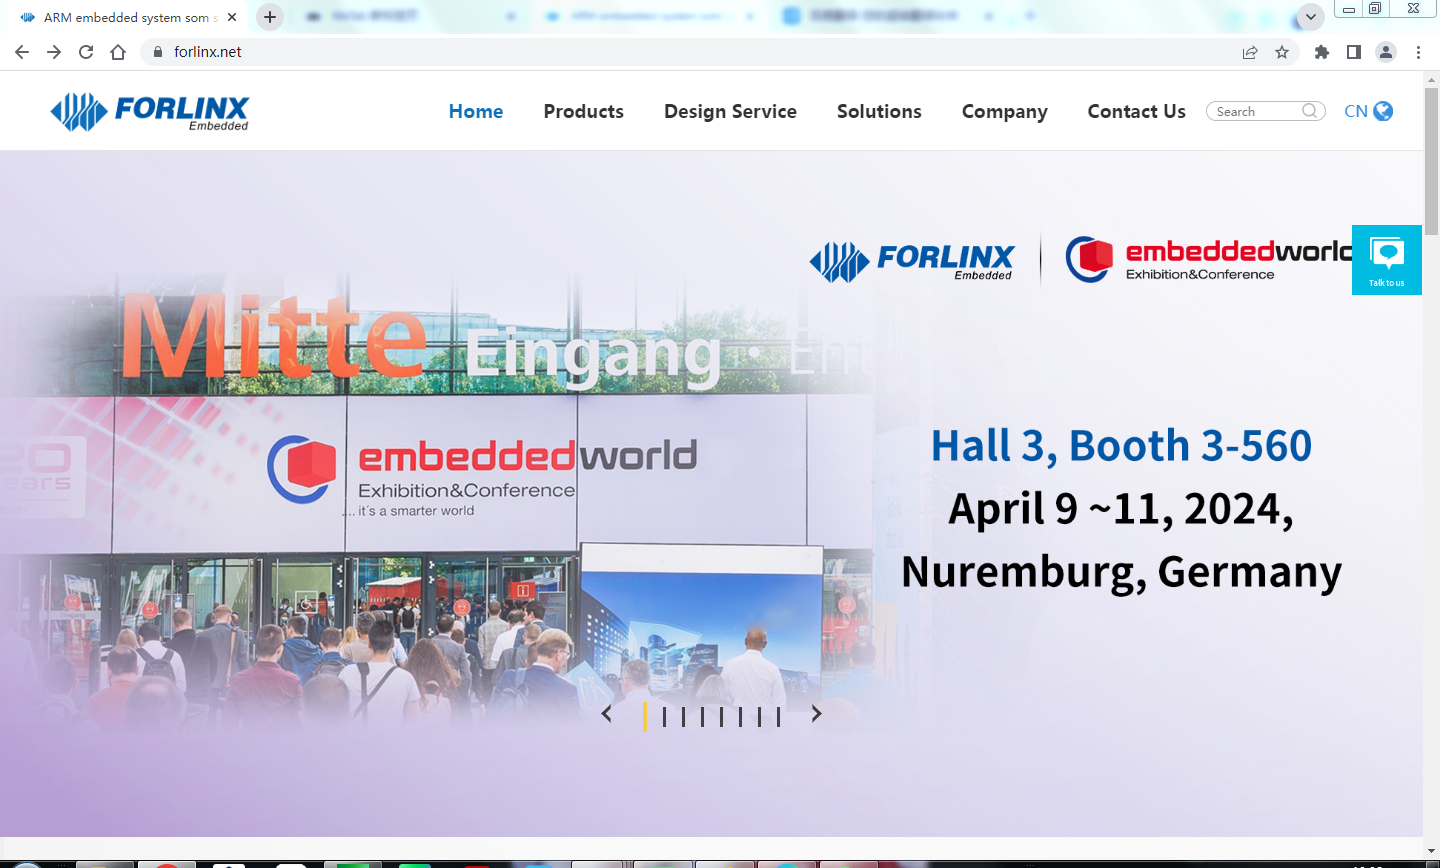 ARM embedded system som s
forlinx.net
FORLINX
Embedded
Home
Products
Design Service
Solutions
Company
Contact Us
Search
CN
FORLINX
Embedded
embeddedworld
Exhibition&Conference
Talk to us
Mitte Eingang · Ent
embeddedworld
Exhibition&Conference
.... it's a smarter world
Hall 3, Booth 3-560
April 9 ~11, 2024,
Nuremburg, Germany